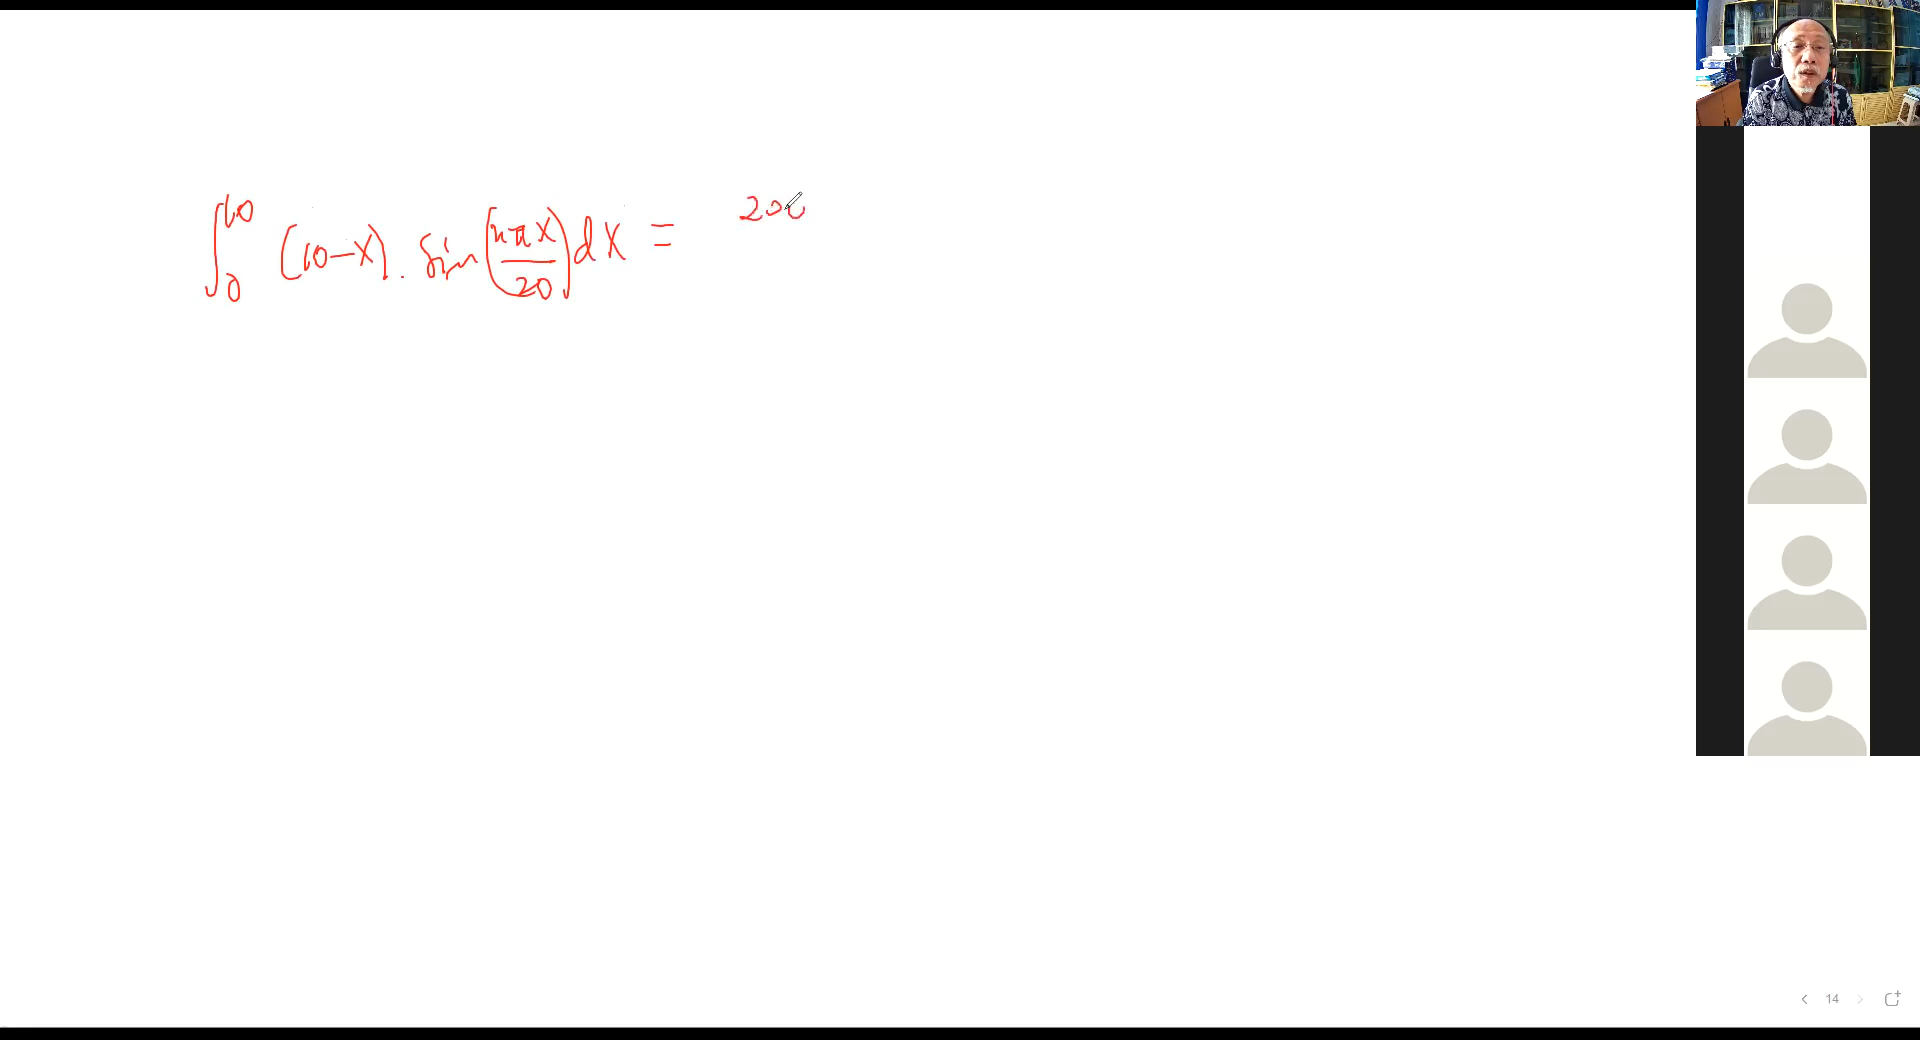 ∫₀¹⁰ (10-x). sin(nπx/20)dx = 200
14